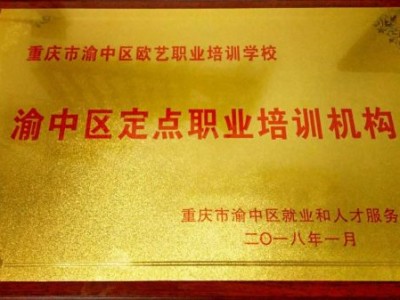 重庆市渝中区欧艺职业培训学校
渝中区定点职业培训机构
重庆市渝中区就业和人才服务
二〇一八年一月